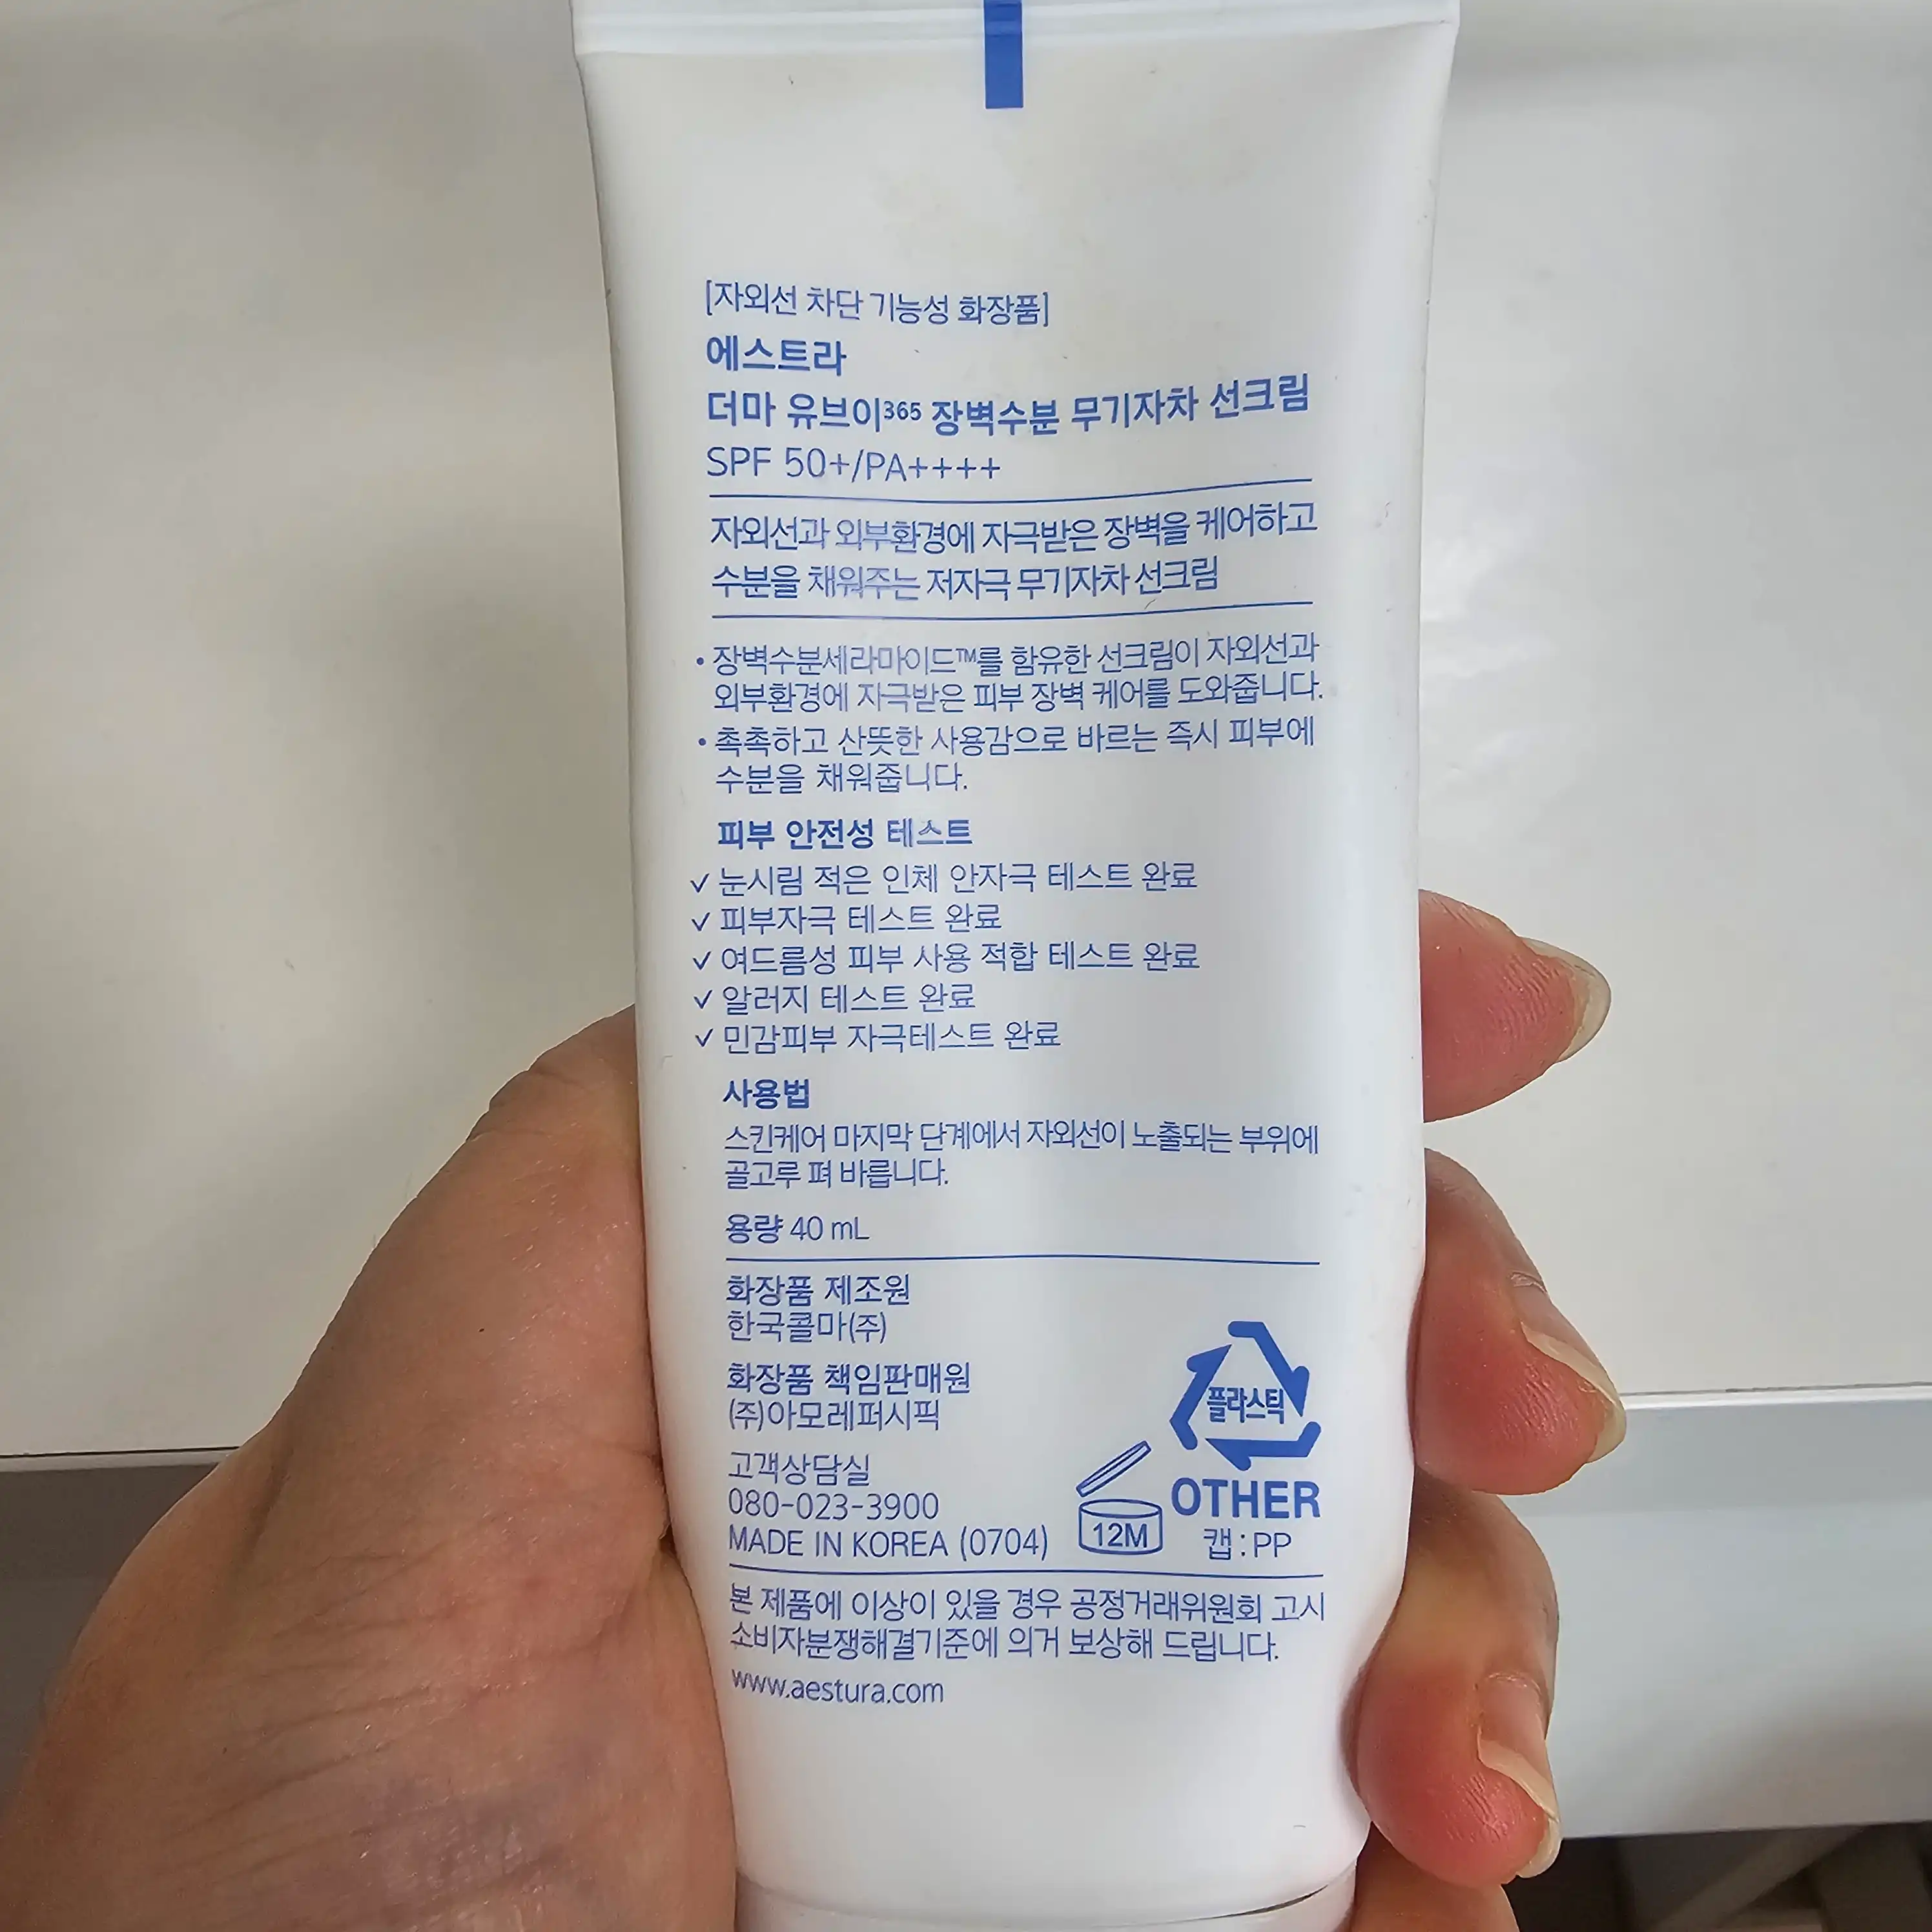 [자외선 차단 기능성 화장품]
에스트라
더마 유브이365 장벽수분 무기자차 선크림
SPF 50+/PA++++
자외선과 외부환경에 자극받은 장벽을 케어하고
수분을 채워주는 저자극 무기자차 선크림
• 장벽수분세라마이드™를 함유한 선크림이 자외선과
외부환경에 자극받은 피부 장벽 케어를 도와줍니다.
• 촉촉하고 산뜻한 사용감으로 바르는 즉시 피부에
수분을 채워줍니다.
피부 안전성 테스트
✓ 눈시림 적은 인체 안자극 테스트 완료
✓ 피부자극 테스트 완료
✓ 여드름성 피부 사용 적합 테스트 완료
✓ 알러지 테스트 완료
✓ 민감피부 자극테스트 완료
사용법
스킨케어 마지막 단계에서 자외선이 노출되는 부위에
골고루 펴 바릅니다.
용량 40 mL
화장품 제조원
한국콜마(주)
화장품 책임판매원
(주)아모레퍼시픽
고객상담실
080-023-3900
MADE IN KOREA (0704)
12M
플라스틱
OTHER
캡:PP
본 제품에 이상이 있을 경우 공정거래위원회 고시
소비자분쟁해결기준에 의거 보상해 드립니다.
www.aestura.com